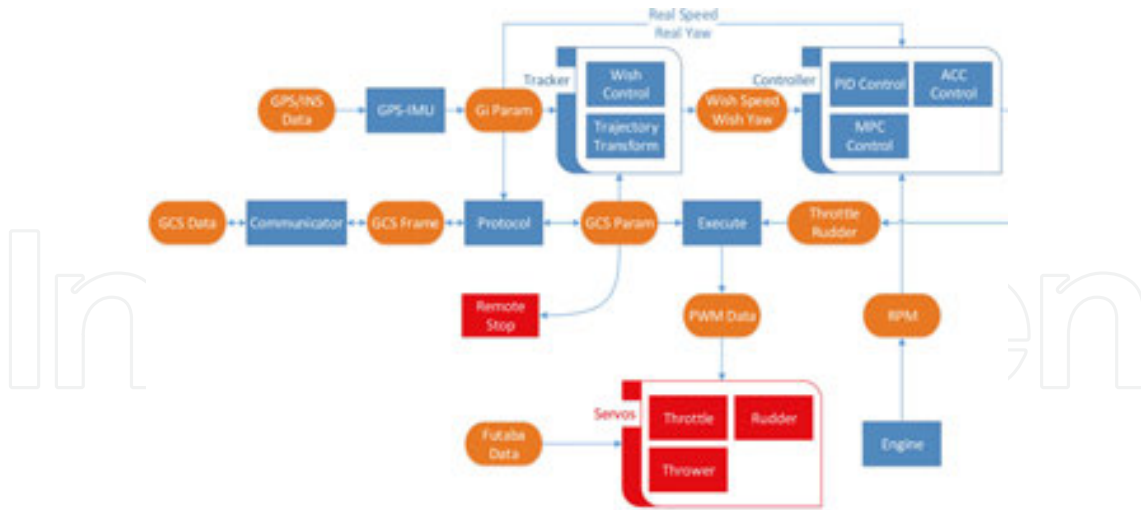 Real Speed
Real Yaw
Tracker
Wish
Control
Controller
PID Control
ACC
Control
GPS/INS
Data
GPS-IMU
Gi Param
Wish Speed
Wish Yaw
Trajectory
Transform
MPC
Control
GCS Data
Communicator
GCS Frame
Protocol
GCS Param
Execute
Throttle
Rudder
Remote
Stop
PWM Data
RPM
Servos
Throttle
Rudder
Futaba
Data
Engine
Thrower
In
en